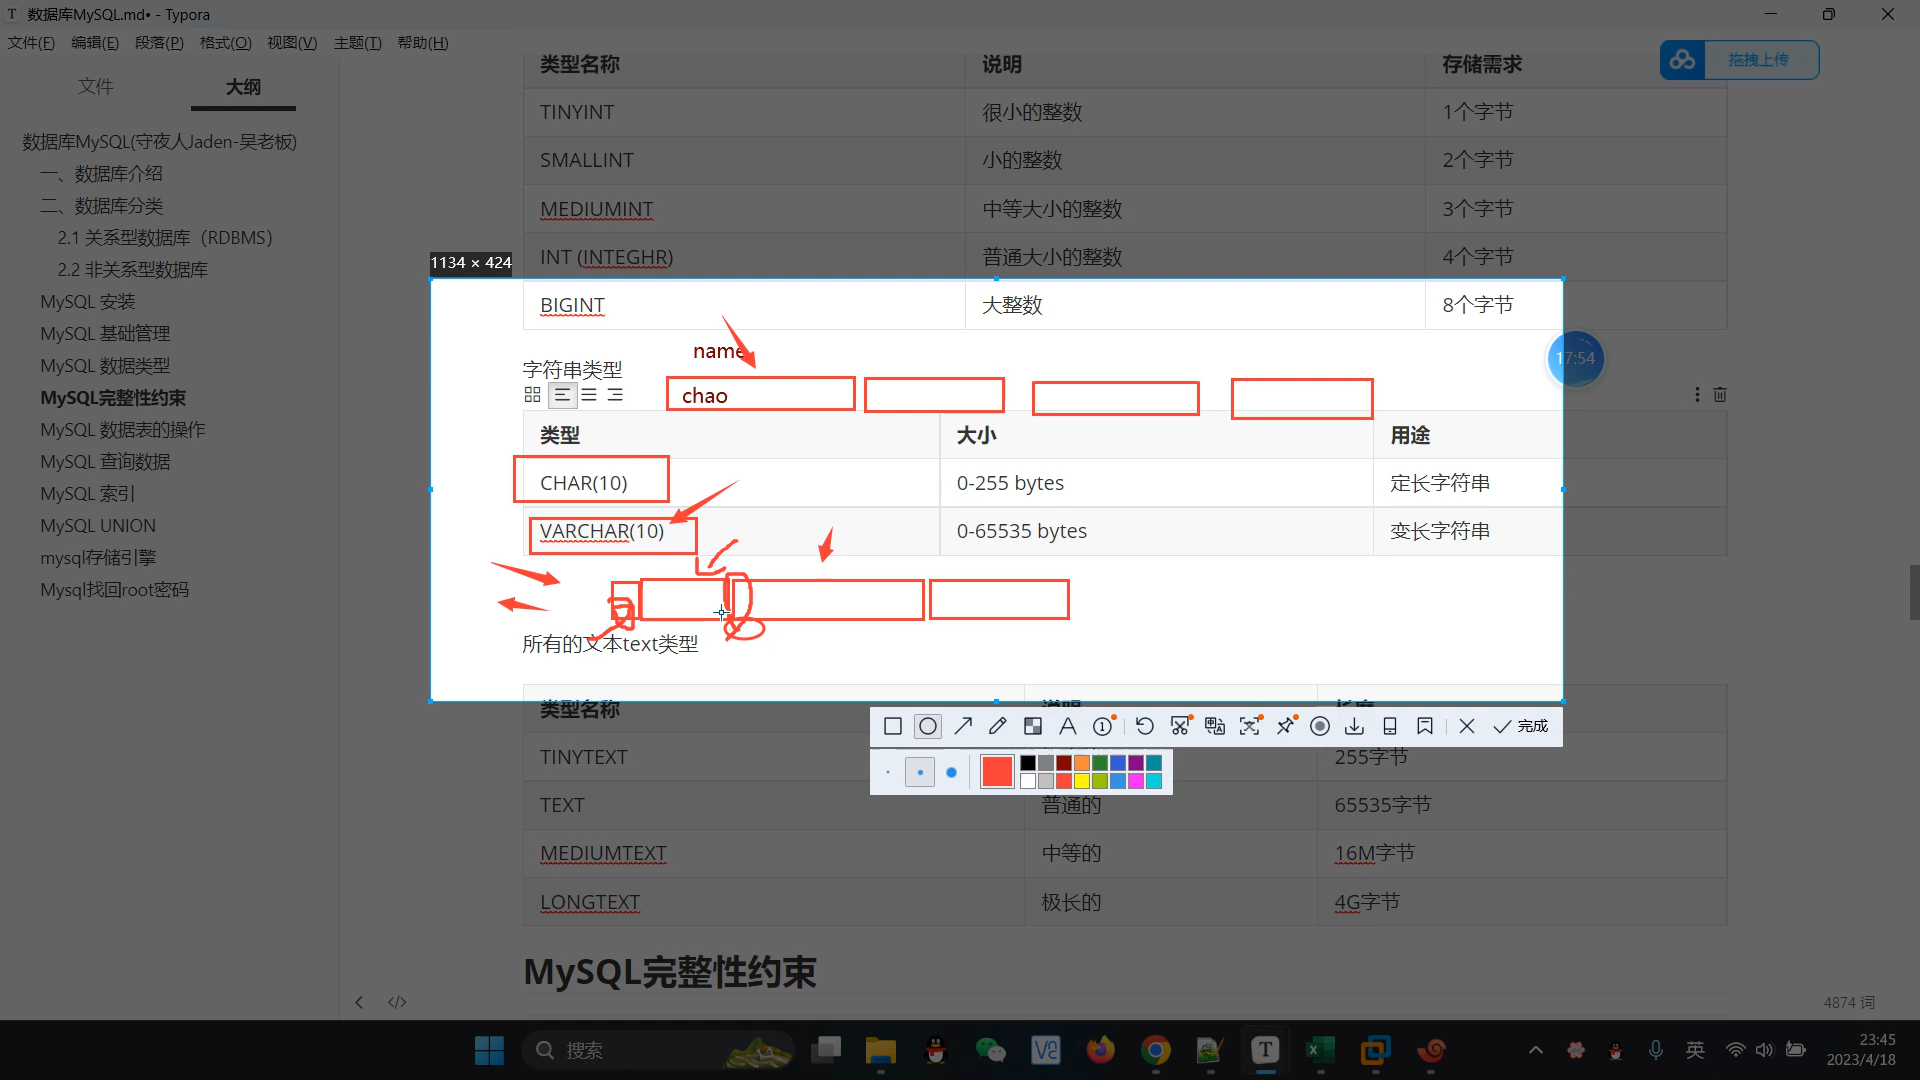 T 数据库MySQL.md• - Typora
文件(F) 编辑(E) 段落(P) 格式(O) 视图(V) 主题(T) 帮助(H)
文件 大纲
数据库MySQL(守夜人Jaden-吴老板)
一、数据库介绍
二、数据库分类
2.1 关系型数据库（RDBMS）
2.2 非关系型数据库
MySQL 安装
MySQL 基础管理
MySQL 数据类型
MySQL完整性约束
MySQL 数据表的操作
MySQL 查询数据
MySQL 索引
MySQL UNION
mysql存储引擎
Mysql找回root密码
类型名称 说明 存储需求
拖拽上传
TINYINT 很小的整数 1个字节
SMALLINT 小的整数 2个字节
MEDIUMINT 中等大小的整数 3个字节
INT (INTEGHR) 普通大小的整数 4个字节
1134 × 424
BIGINT 大整数 8个字节
name
17:54
字符串类型
chao
类型 大小 用途
CHAR(10) 0-255 bytes 定长字符串
VARCHAR(10) 0-65535 bytes 变长字符串
所有的文本text类型
类型名称 说明 长度
完成
TINYTEXT 255字节
TEXT 普通的 65535字节
MEDIUMTEXT 中等的 16M字节
LONGTEXT 极长的 4G字节
MySQL完整性约束
4874 词
搜索
英
23:45
2023/4/18